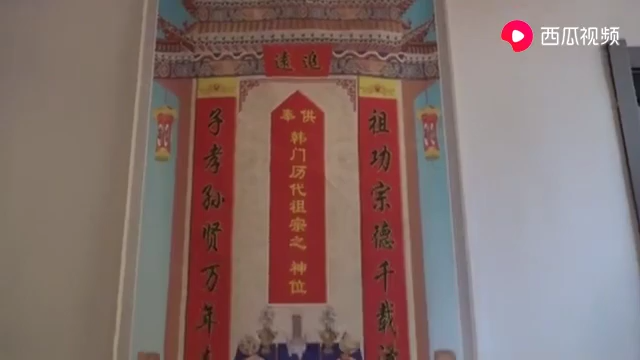 西瓜视频
追远
供奉
韩门历代祖宗之神位
祖功宗德千载
子孝孙贤万年